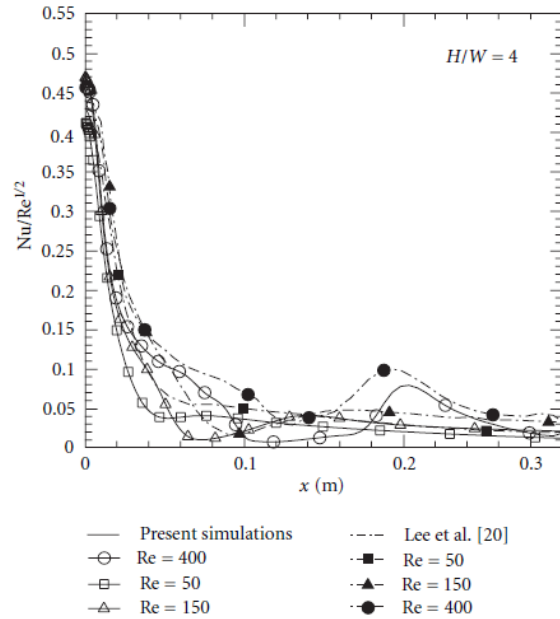 0.55
H/W = 4
0.5
0.45
0.4
0.35
0.3
0.25
0.2
0.15
0.1
0.05
0
Nu/Re^1/2
0 0.1 0.2 0.3
x (m)
Present simulations Lee et al. [20]
Re = 400 Re = 50
Re = 50 Re = 150
Re = 150 Re = 400